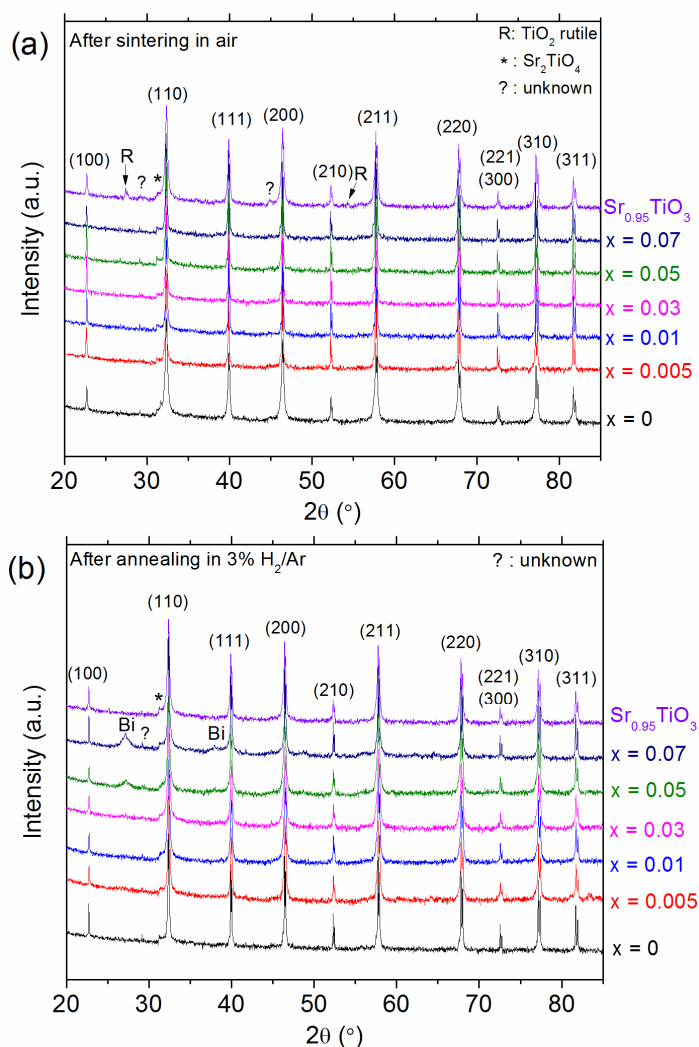 (a)
After sintering in air
R: TiO2 rutile
* : Sr2TiO4
? : unknown
(100)
R
?
*
(110)
(111)
?
(200)
(210)
R
(211)
(220)
(221)
(300)
(310)
(311)
Sr0.95TiO3
x = 0.07
x = 0.05
x = 0.03
x = 0.01
x = 0.005
x = 0
Intensity (a.u.)
20 30 40 50 60 70 80
2θ (°)
(b)
After annealing in 3% H2/Ar
? : unknown
(100)
Bi
?
*
(110)
Bi
(111)
(200)
(210)
(211)
(220)
(221)
(300)
(310)
(311)
Sr0.95TiO3
x = 0.07
x = 0.05
x = 0.03
x = 0.01
x = 0.005
x = 0
Intensity (a.u.)
20 30 40 50 60 70 80
2θ (°)